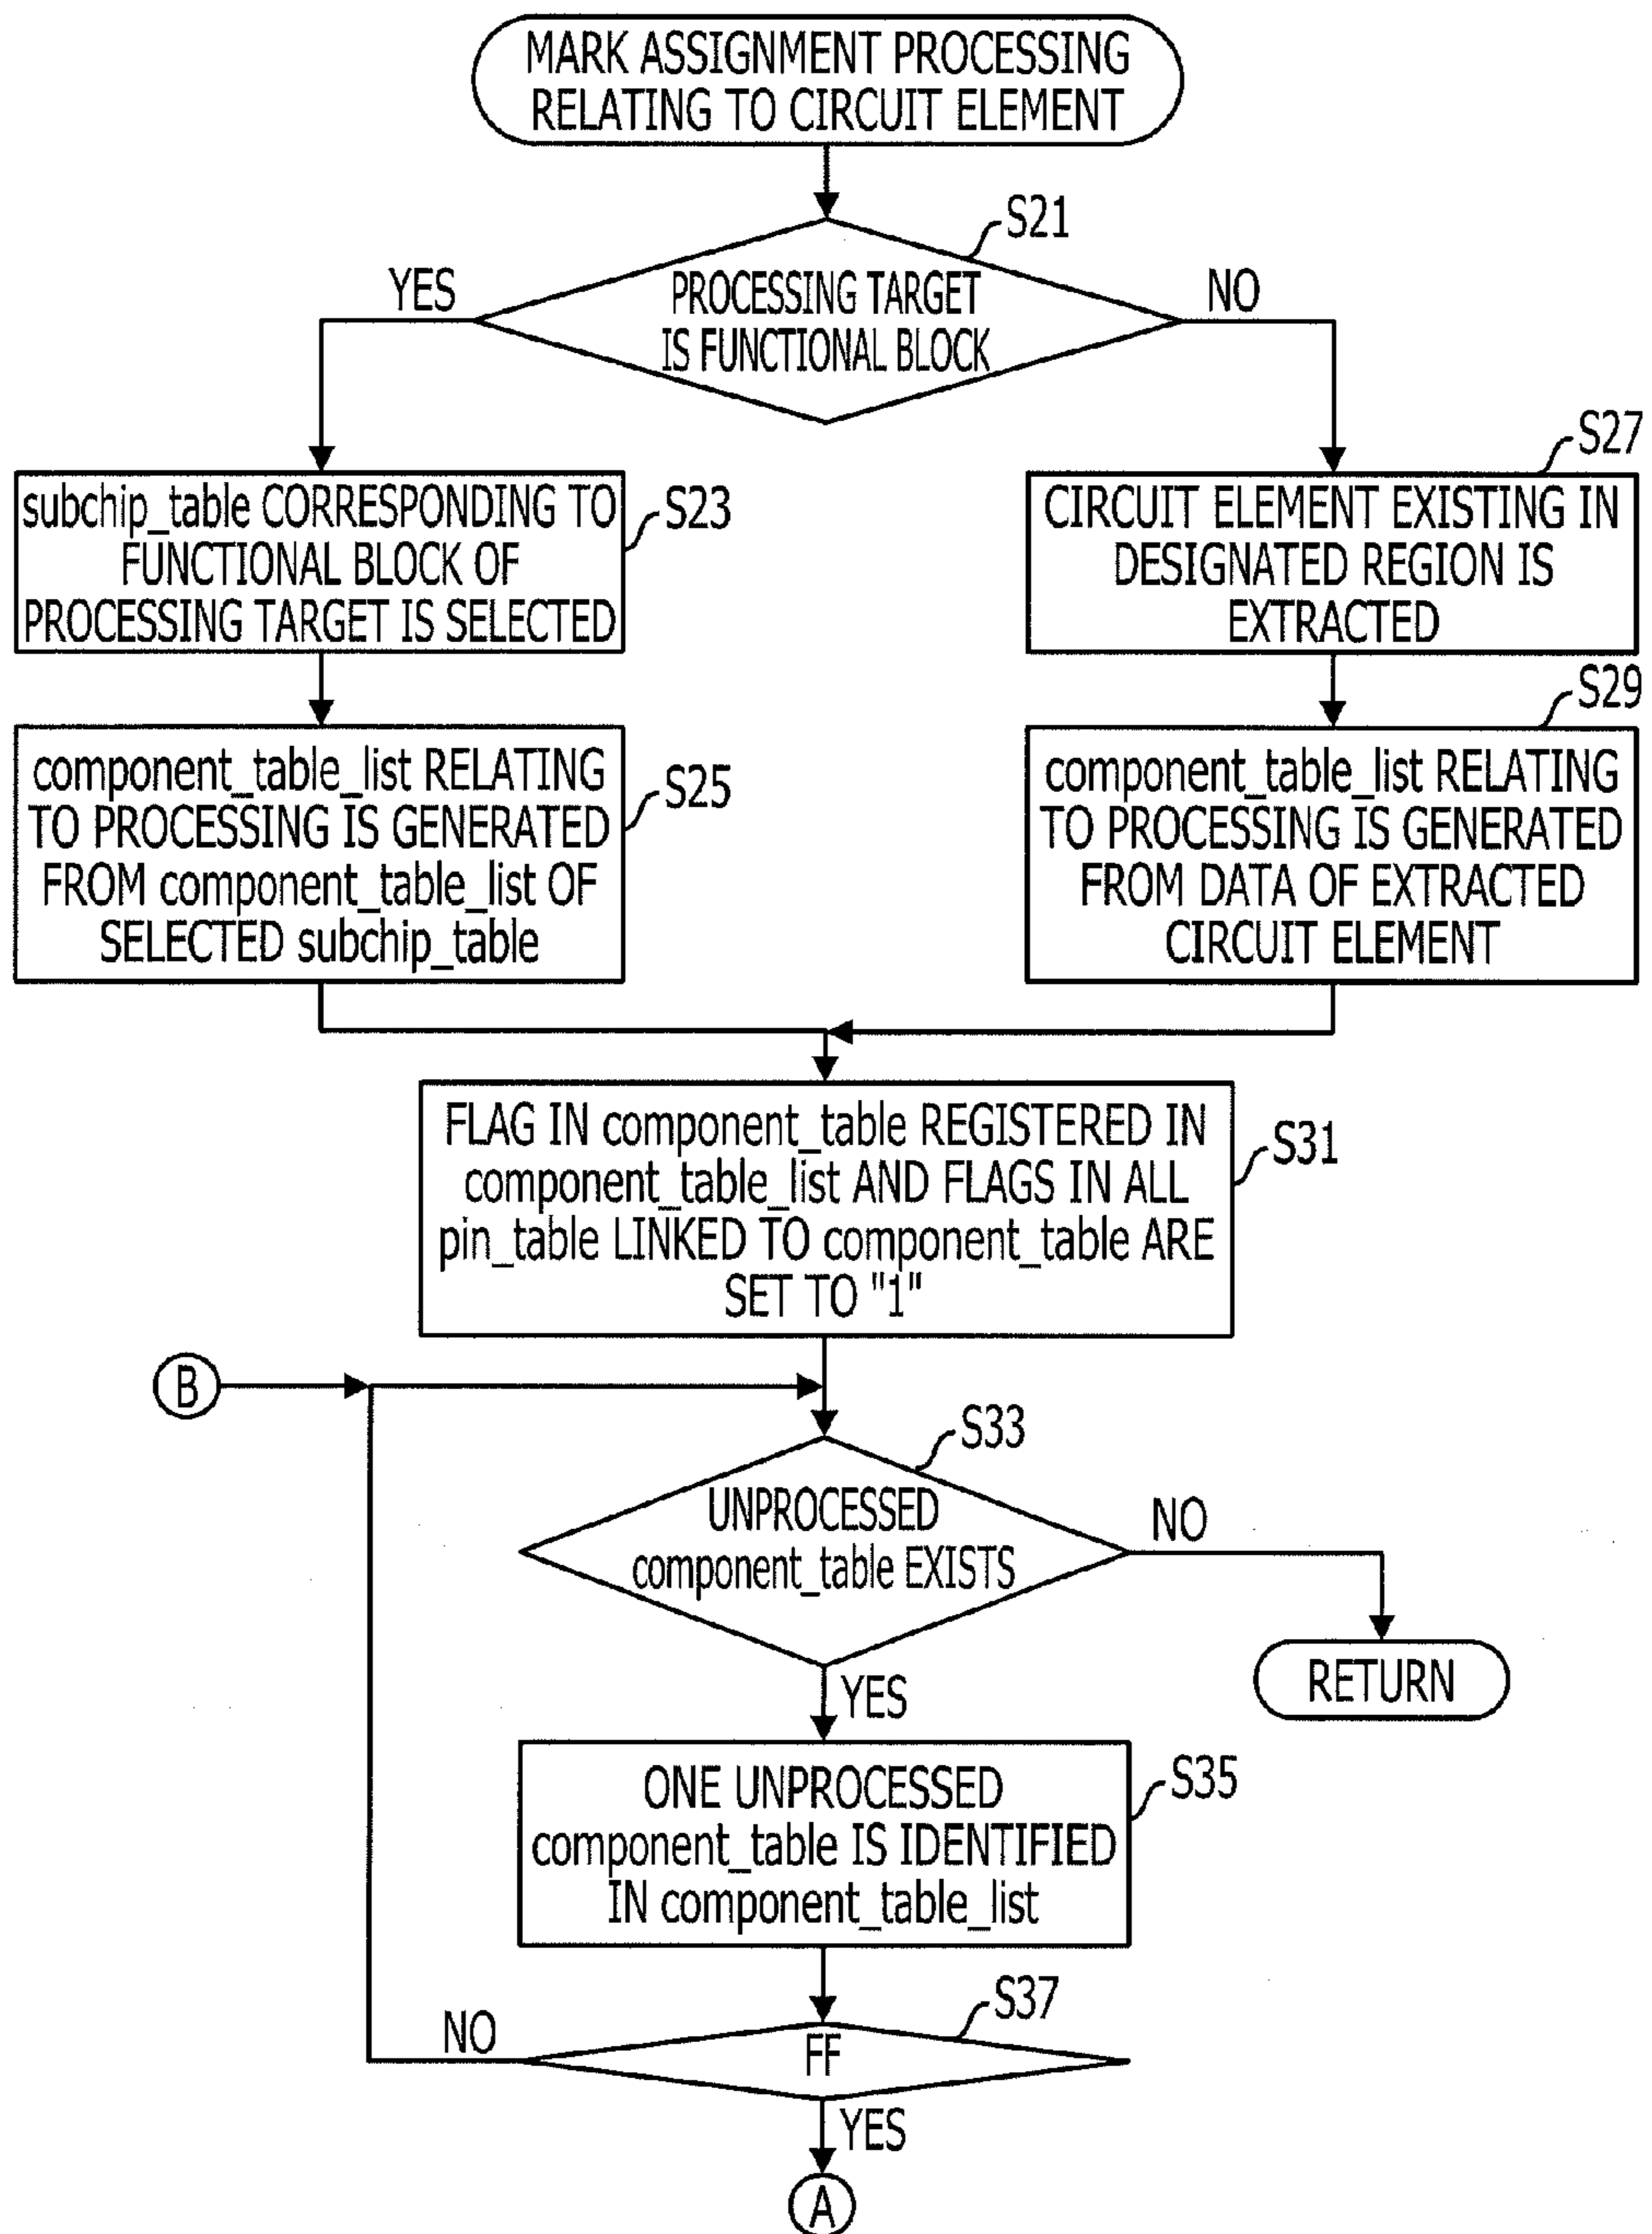 MARK ASSIGNMENT PROCESSING
RELATING TO CIRCUIT ELEMENT
S21
YES
NO
PROCESSING TARGET
IS FUNCTIONAL BLOCK
S23
subchip_table CORRESPONDING TO
FUNCTIONAL BLOCK OF
PROCESSING TARGET IS SELECTED
S27
CIRCUIT ELEMENT EXISTING IN
DESIGNATED REGION IS
EXTRACTED
S25
component_table_list RELATING
TO PROCESSING IS GENERATED
FROM component_table_list OF
SELECTED subchip_table
S29
component_table_list RELATING
TO PROCESSING IS GENERATED
FROM DATA OF EXTRACTED
CIRCUIT ELEMENT
S31
FLAG IN component_table REGISTERED IN
component_table_list AND FLAGS IN ALL
pin_table LINKED TO component_table ARE
SET TO "1"
B
S33
UNPROCESSED
component_table EXISTS
NO
RETURN
YES
S35
ONE UNPROCESSED
component_table IS IDENTIFIED
IN component_table_list
S37
NO
FF
YES
A